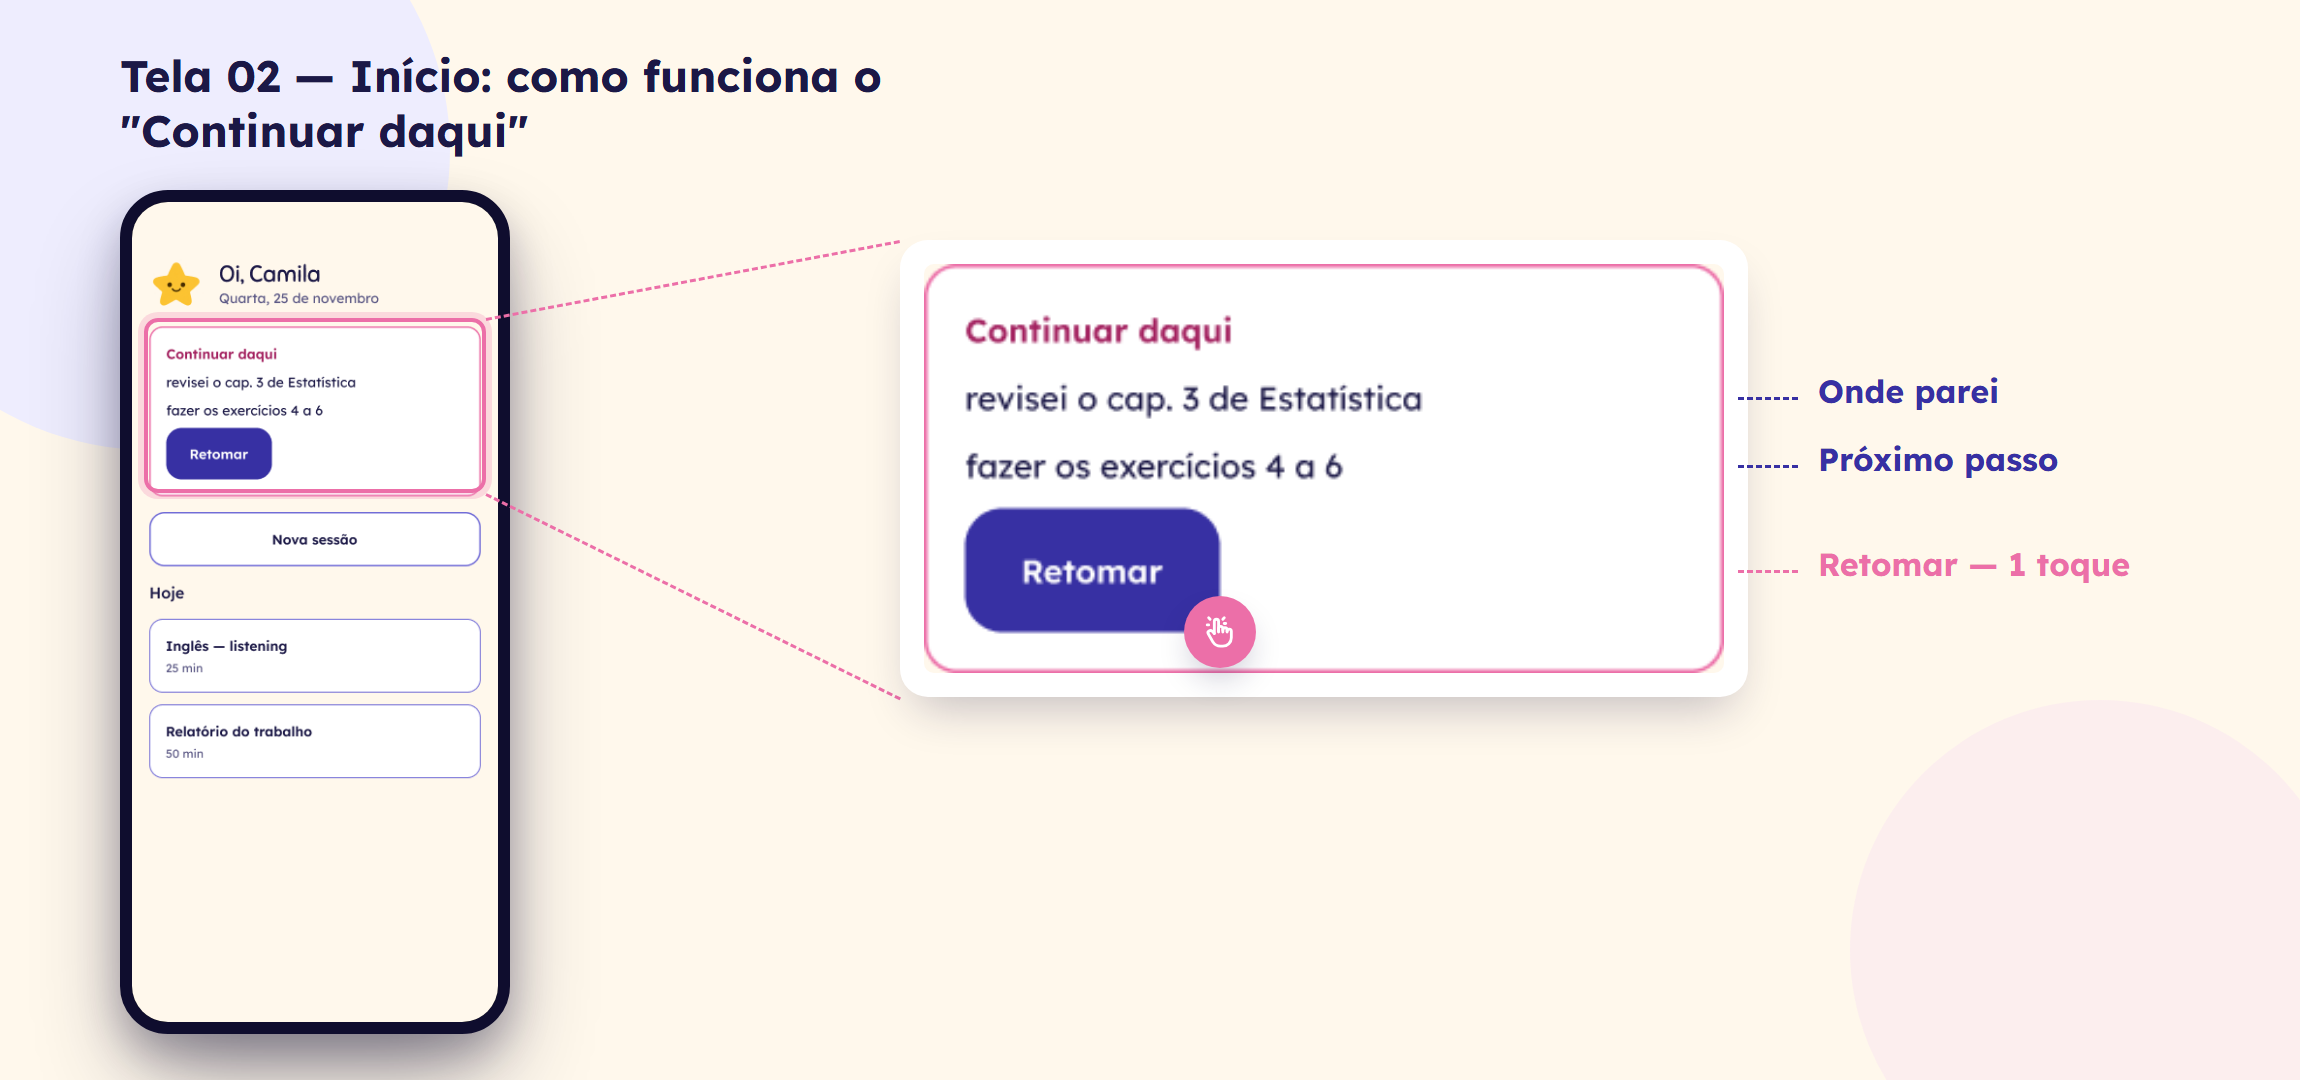 Tela 02 — Início: como funciona o
"Continuar daqui"
Oi, Camila
Quarta, 25 de novembro
Continuar daqui
revisei o cap. 3 de Estatística
fazer os exercícios 4 a 6
Retomar
Nova sessão
Hoje
Inglês — listening
25 min
Relatório do trabalho
50 min
Continuar daqui
revisei o cap. 3 de Estatística
fazer os exercícios 4 a 6
Retomar
Onde parei
Próximo passo
Retomar — 1 toque